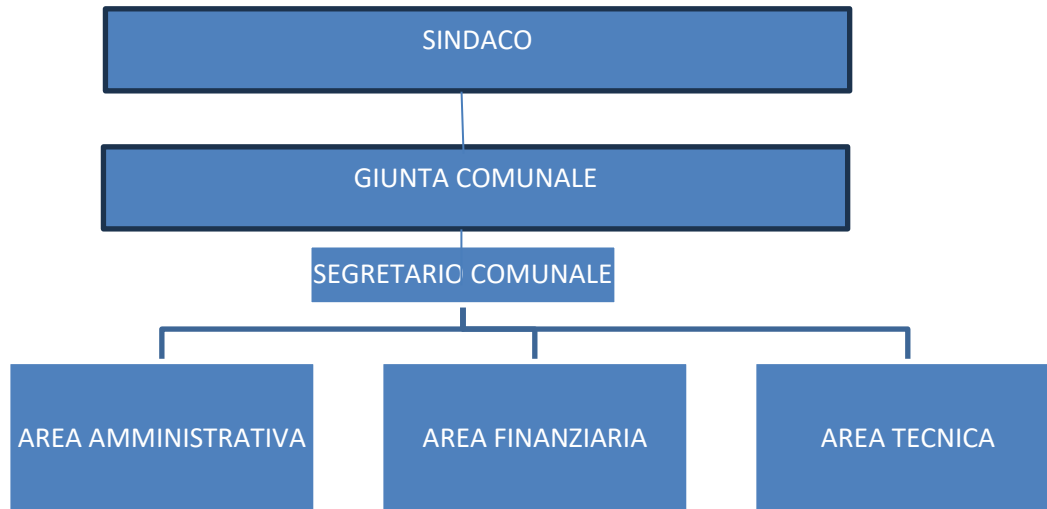 SINDACO
GIUNTA COMUNALE
SEGRETARIO COMUNALE
AREA AMMINISTRATIVA
AREA FINANZIARIA
AREA TECNICA